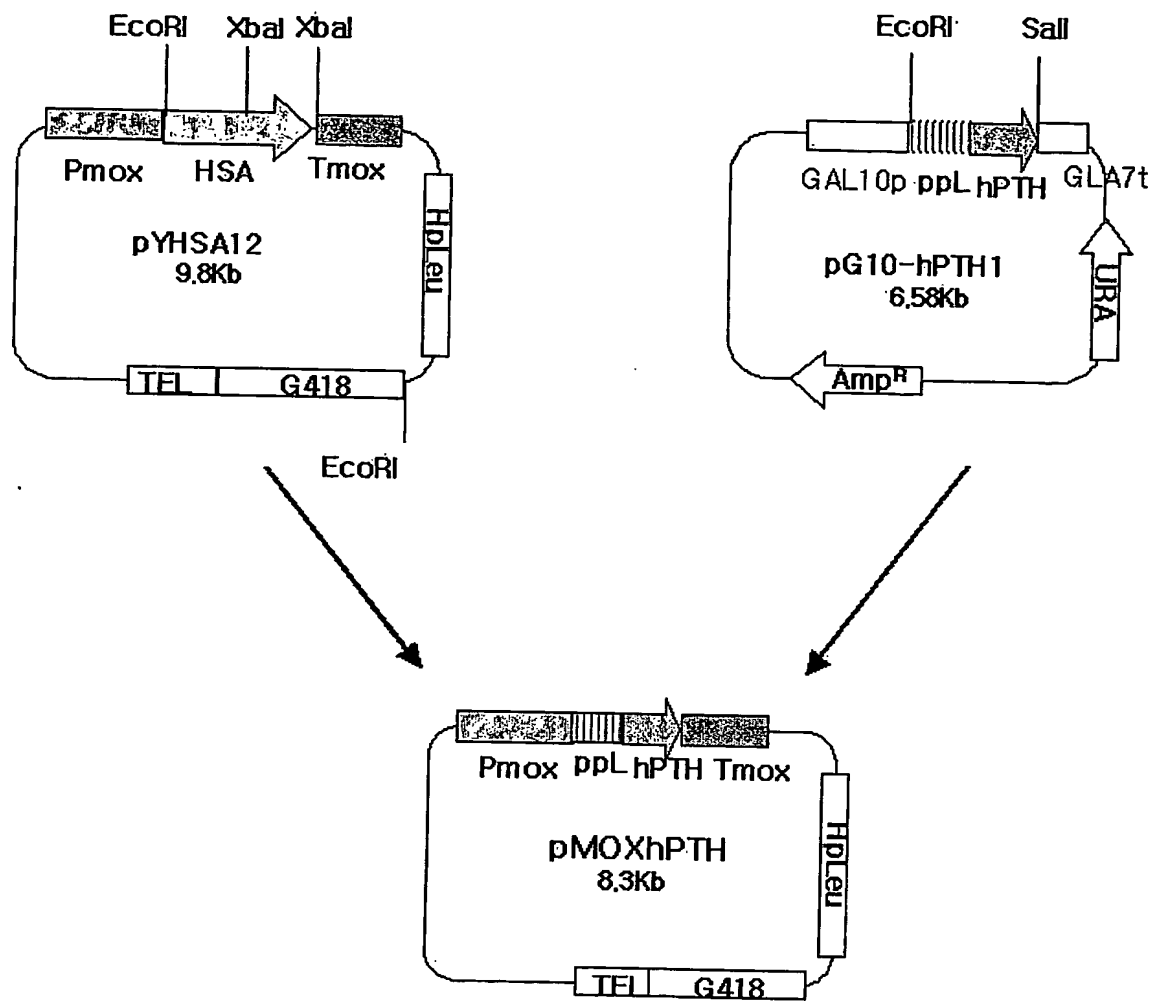 EcoRI XbaI XbaI
Pmox HSA Tmox
pYHSA12
9.8Kb
HpLeu
TEL G418
EcoRI
EcoRI SalI
GAL10p ppL hPTH GLA7t
pG10-hPTH1
6.58Kb
URA
Amp^R
Pmox ppL hPTH Tmox
pMOXhPTH
8.3Kb
HpLeu
TEL G418